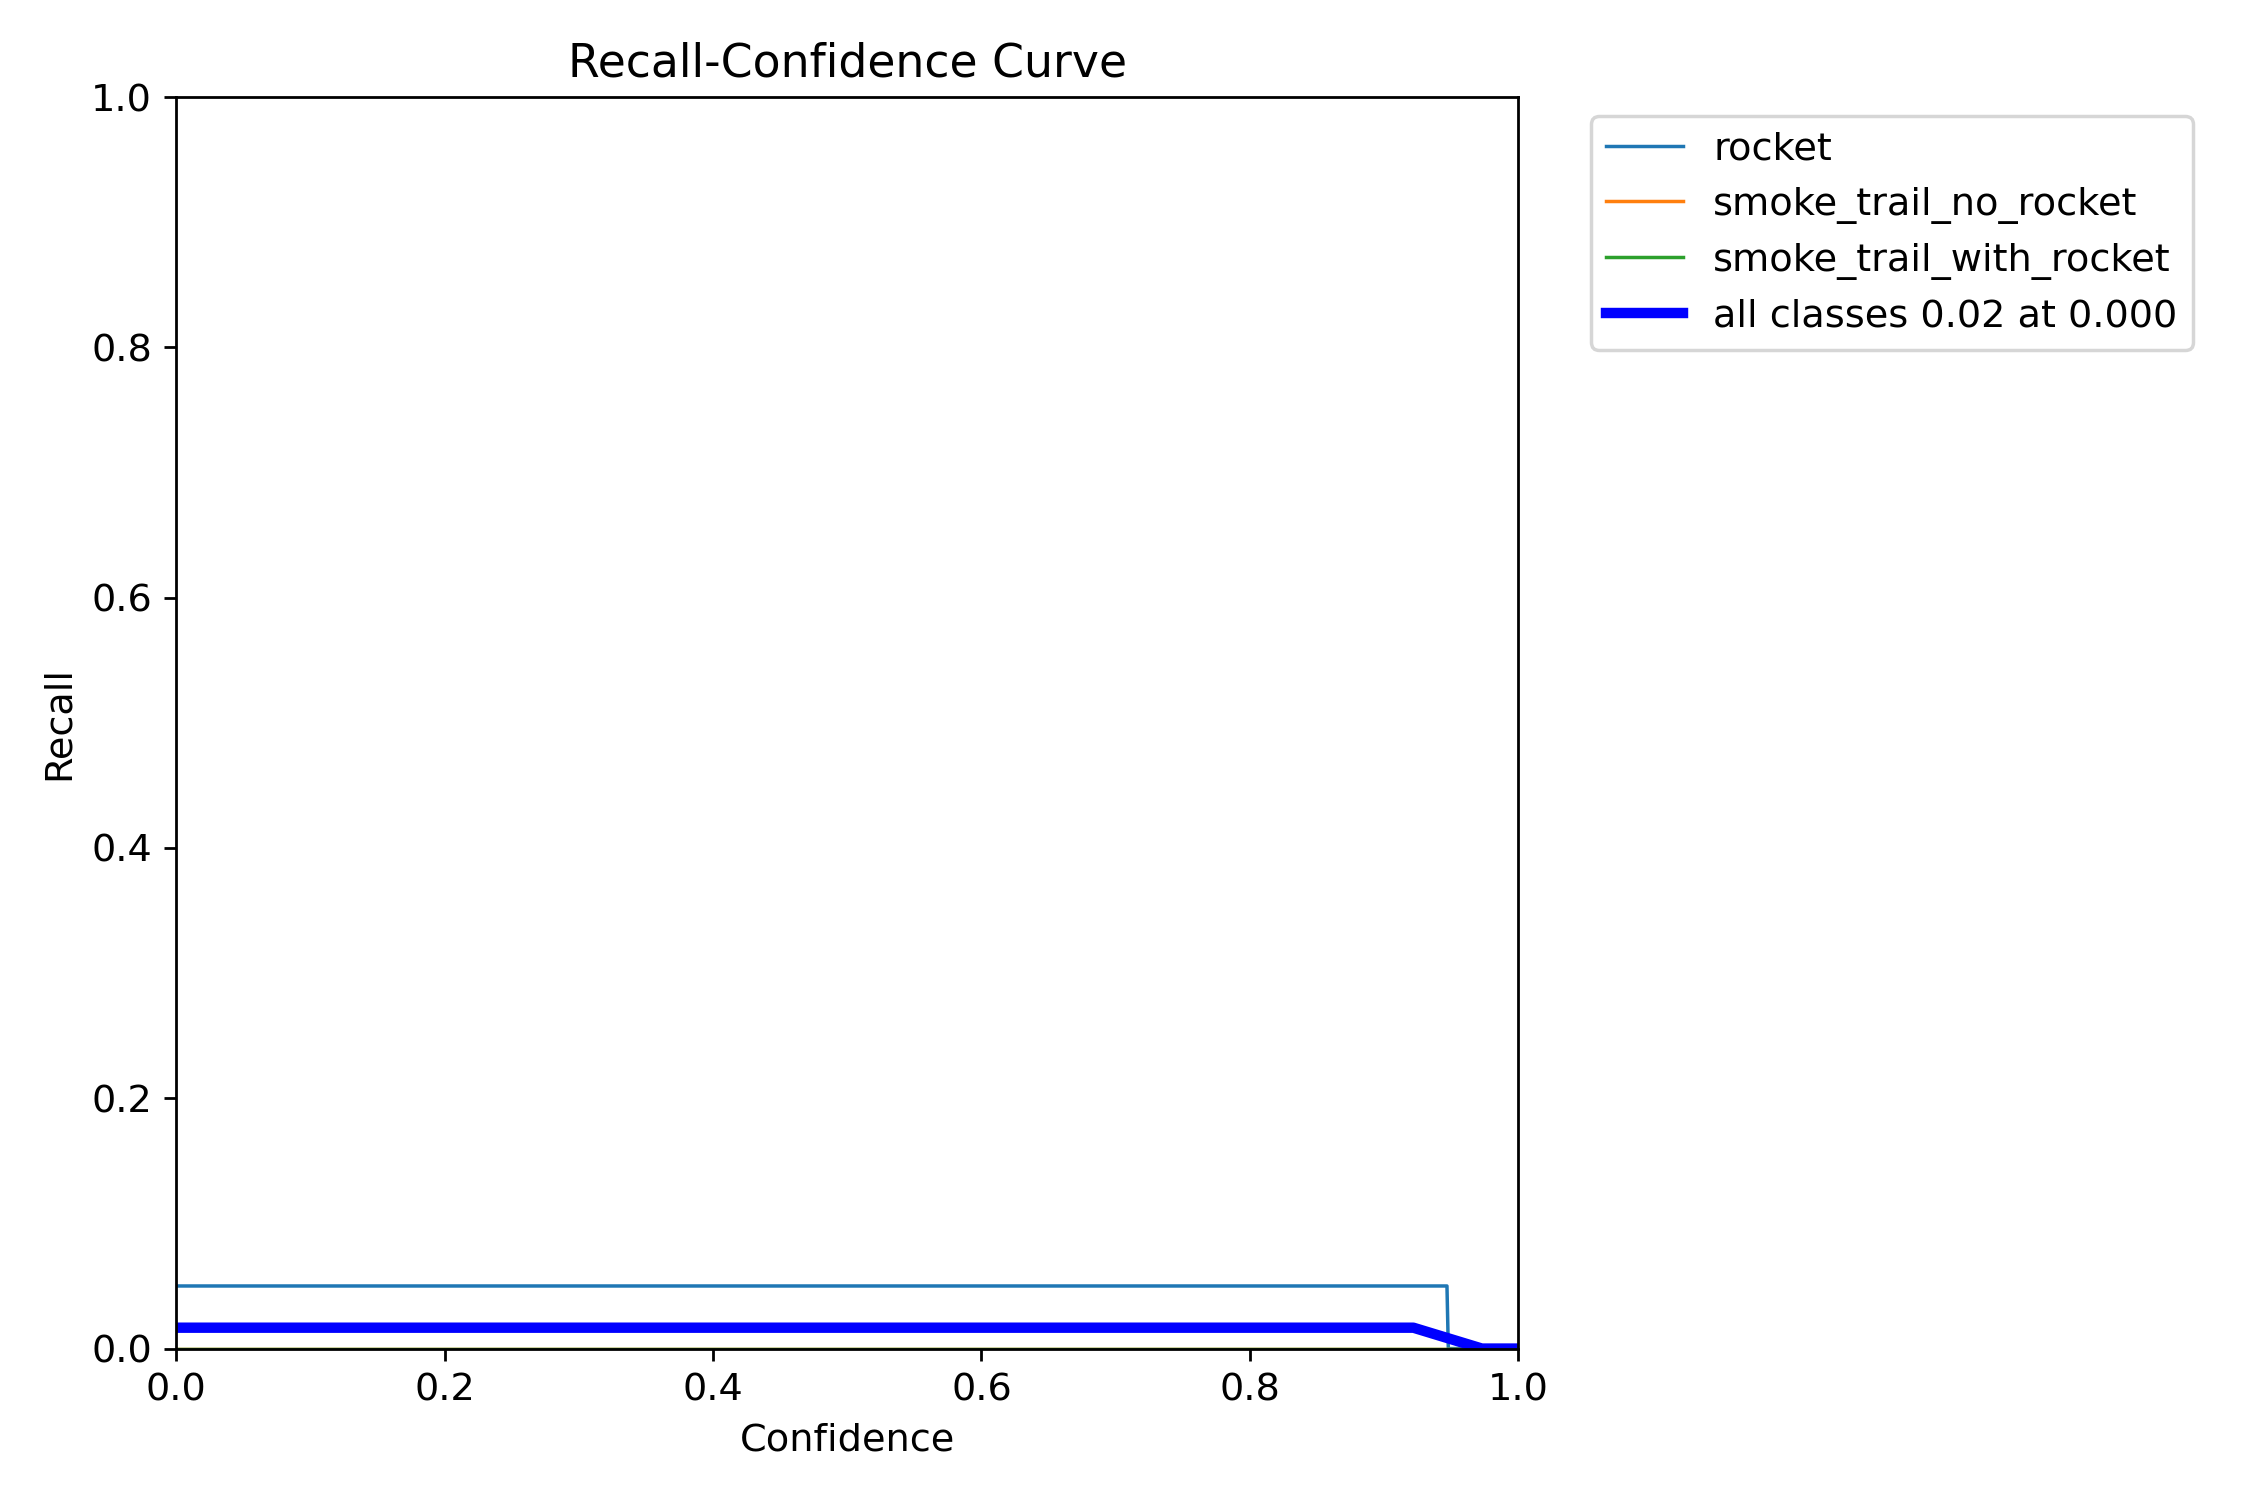 Recall-Confidence Curve
1.0
0.8
0.6
0.4
0.2
0.0
Recall
0.0 0.2 0.4 0.6 0.8 1.0
Confidence
rocket
smoke_trail_no_rocket
smoke_trail_with_rocket
all classes 0.02 at 0.000